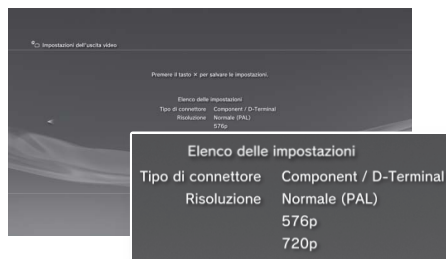 Impostazioni dell'uscita video
Premere il tasto × per salvare le impostazioni.
Elenco delle impostazioni
Tipo di connettore Component / D-Terminal
Risoluzione Normale (PAL)
576p
Elenco delle impostazioni
Tipo di connettore Component / D-Terminal
Risoluzione Normale (PAL)
576p
720p